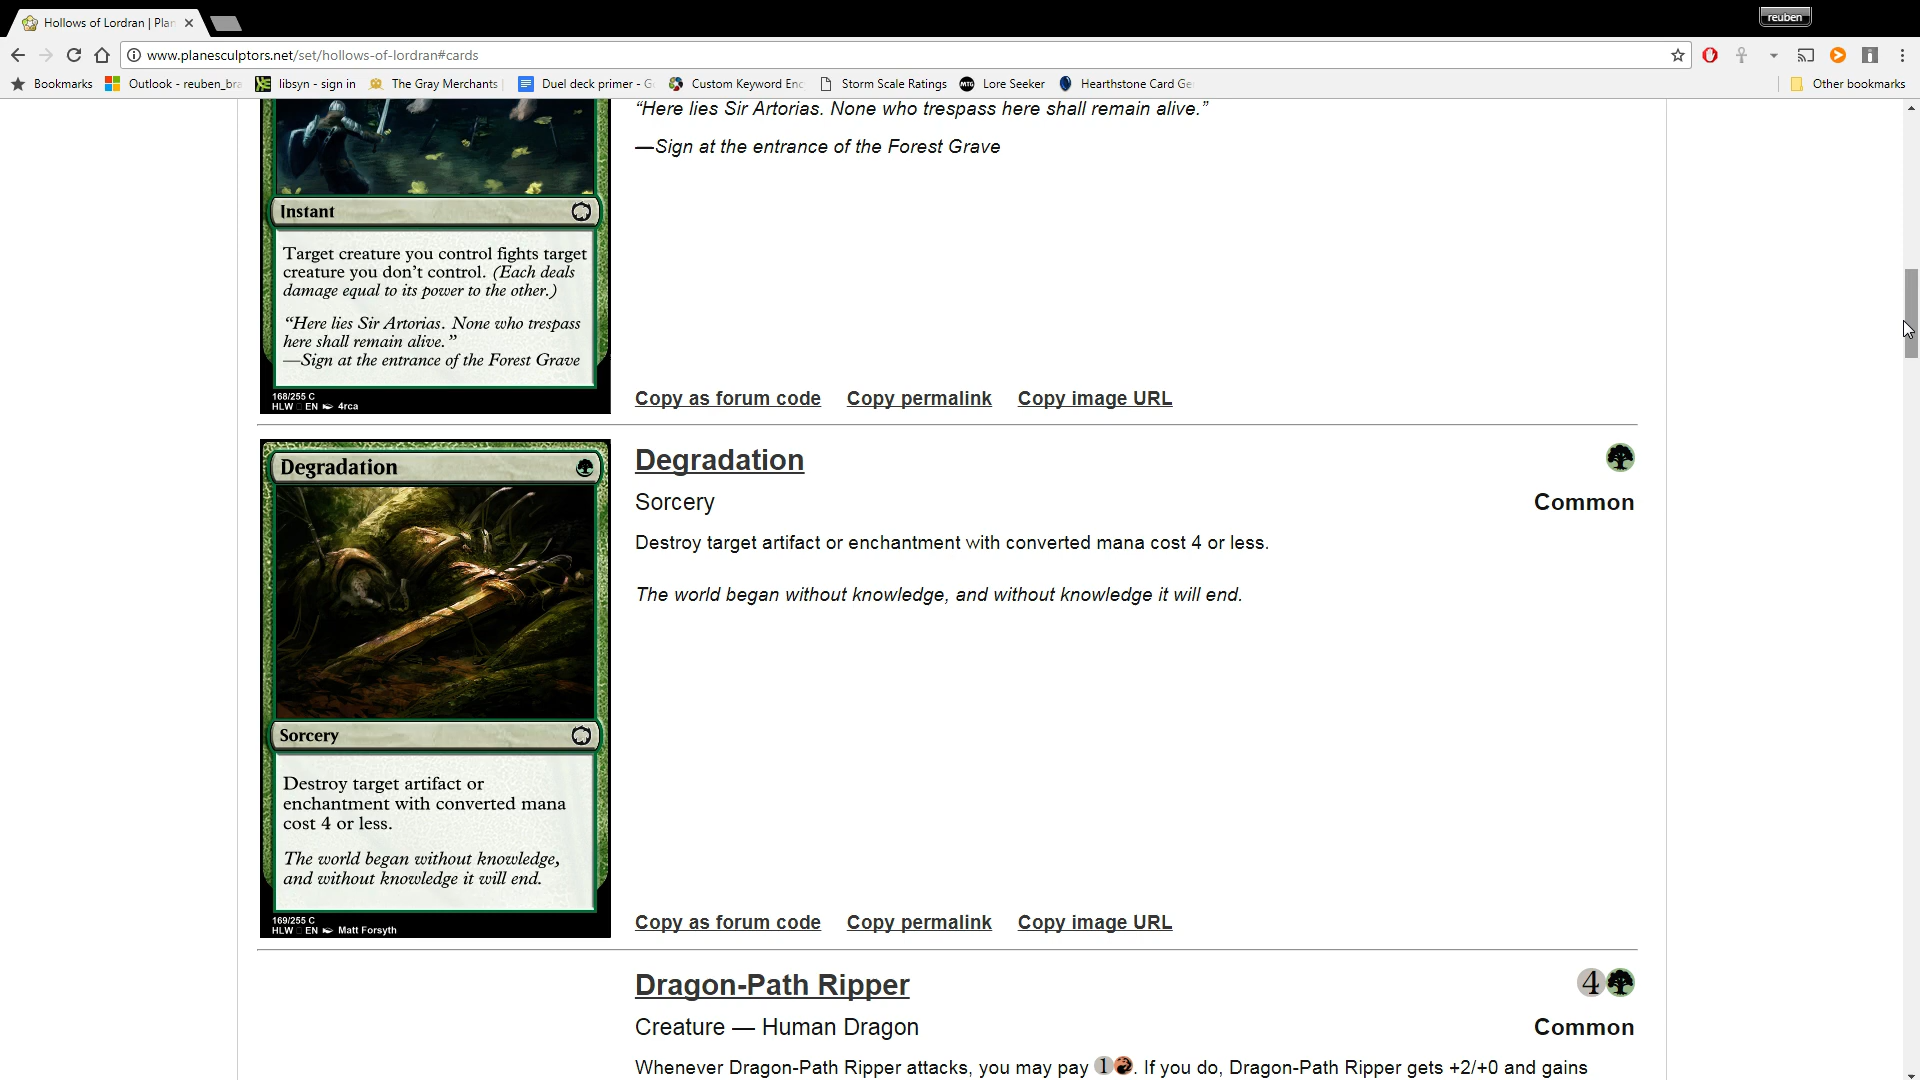 Hollows of Lordran | Plan
reuben
www.planesculptors.net/set/hollows-of-lordran#cards
Bookmarks
Outlook - reuben_bra
libsyn - sign in
The Gray Merchants
Duel deck primer - G
Custom Keyword Enc
Storm Scale Ratings
Lore Seeker
Hearthstone Card Ge
Other bookmarks
"Here lies Sir Artorias. None who trespass here shall remain alive."
—Sign at the entrance of the Forest Grave
Instant
Target creature you control fights target
creature you don't control. (Each deals
damage equal to its power to the other.)
"Here lies Sir Artorias. None who trespass
here shall remain alive."
—Sign at the entrance of the Forest Grave
168/255 C
HLW EN 4rca
Copy as forum code Copy permalink Copy image URL
Degradation
Sorcery
Destroy target artifact or
enchantment with converted mana
cost 4 or less.
The world began without knowledge,
and without knowledge it will end.
169/255 C
HLW EN Matt Forsyth
Degradation
Sorcery Common
Destroy target artifact or enchantment with converted mana cost 4 or less.
The world began without knowledge, and without knowledge it will end.
Copy as forum code Copy permalink Copy image URL
Dragon-Path Ripper 4
Creature — Human Dragon Common
Whenever Dragon-Path Ripper attacks, you may pay 1. If you do, Dragon-Path Ripper gets +2/+0 and gains